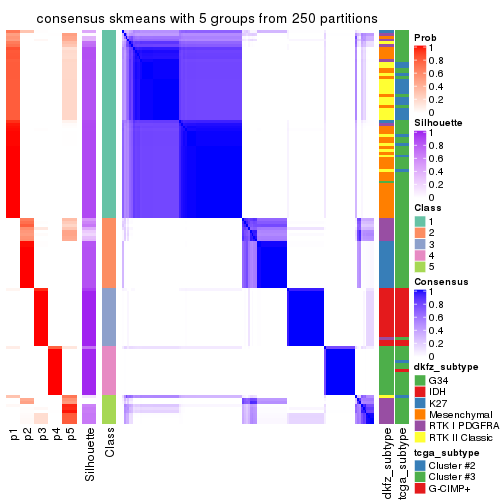 consensus skmeans with 5 groups from 250 partitions
p1
p2
p3
p4
p5
Silhouette
Class
dkfz_subtype
tcga_subtype
Prob
1
0.8
0.6
0.4
0.2
0
Silhouette
1
0.8
0.6
0.4
0.2
0
Class
1
2
3
4
5
Consensus
1
0.8
0.6
0.4
0.2
0
dkfz_subtype
G34
IDH
K27
Mesenchymal
RTK I PDGFRA
RTK II Classic
tcga_subtype
Cluster #2
Cluster #3
G-CIMP+